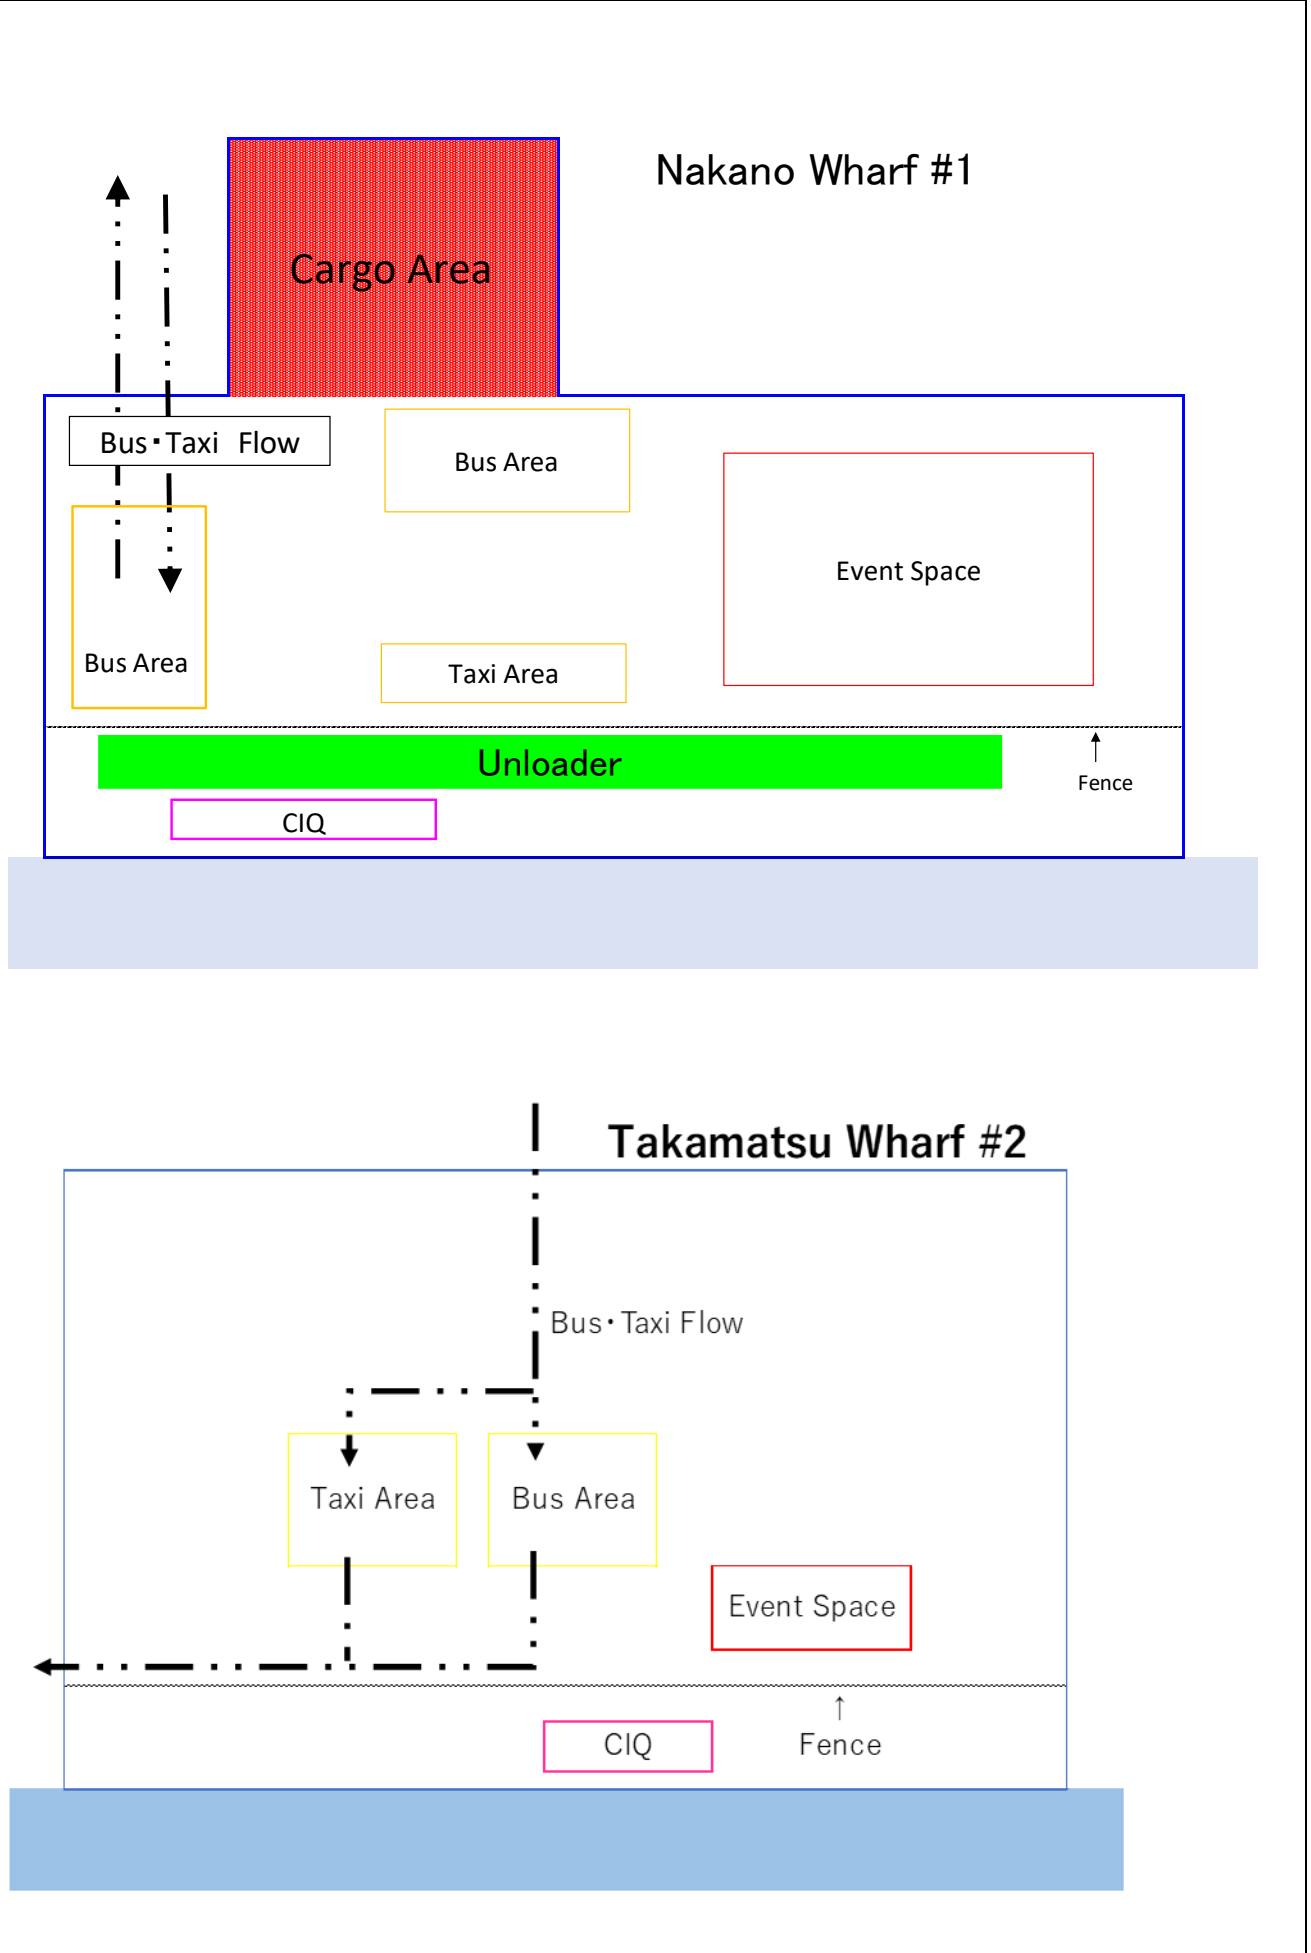 Nakano Wharf #1
Cargo Area
Bus・Taxi Flow
Bus Area
Event Space
Bus Area
Taxi Area
Unloader
Fence
CIQ
Takamatsu Wharf #2
Bus・Taxi Flow
Taxi Area
Bus Area
Event Space
CIQ
Fence